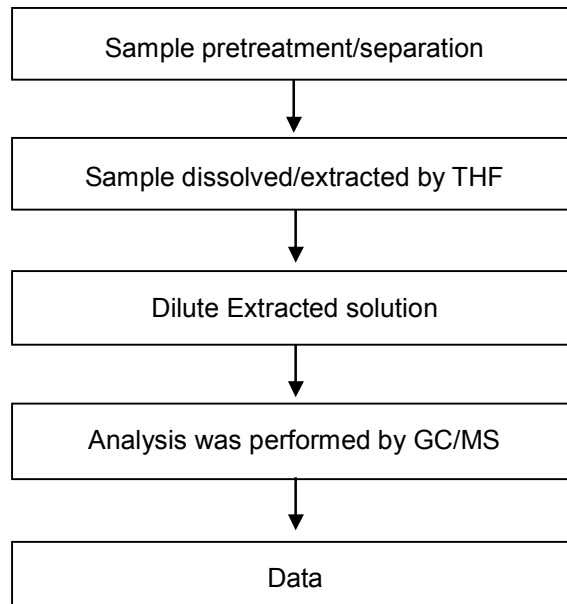 Sample pretreatment/separation
Sample dissolved/extracted by THF
Dilute Extracted solution
Analysis was performed by GC/MS
Data